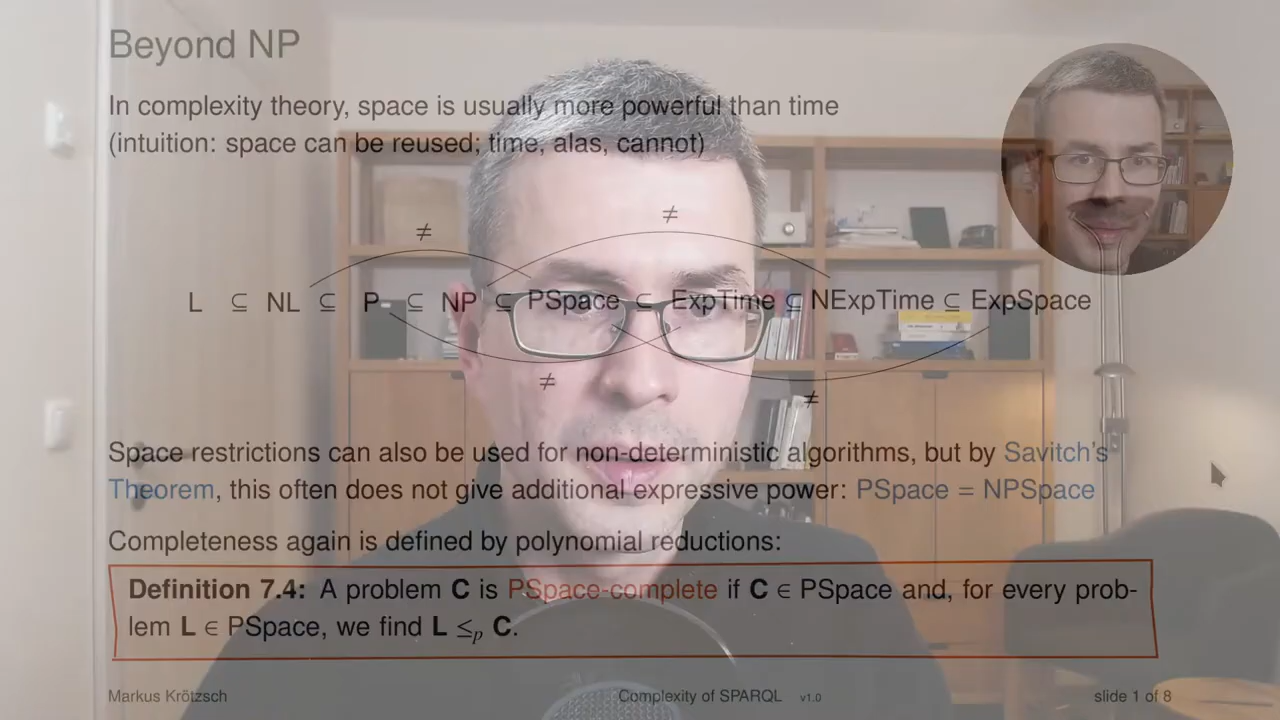 Beyond NP
In complexity theory, space is usually more powerful than time
(intuition: space can be reused; time, alas, cannot)
≠
≠
L ⊆ NL ⊆ P ⊆ NP ⊆ PSpace ⊆ ExpTime ⊆ NExpTime ⊆ ExpSpace
≠
≠
Space restrictions can also be used for non-deterministic algorithms, but by Savitch's
Theorem, this often does not give additional expressive power: PSpace = NPSpace
Completeness again is defined by polynomial reductions:
Definition 7.4: A problem C is PSpace-complete if C ∈ PSpace and, for every prob-
lem L ∈ PSpace, we find L ≤p C.
Markus Krötzsch Complexity of SPARQL v1.0 slide 1 of 8